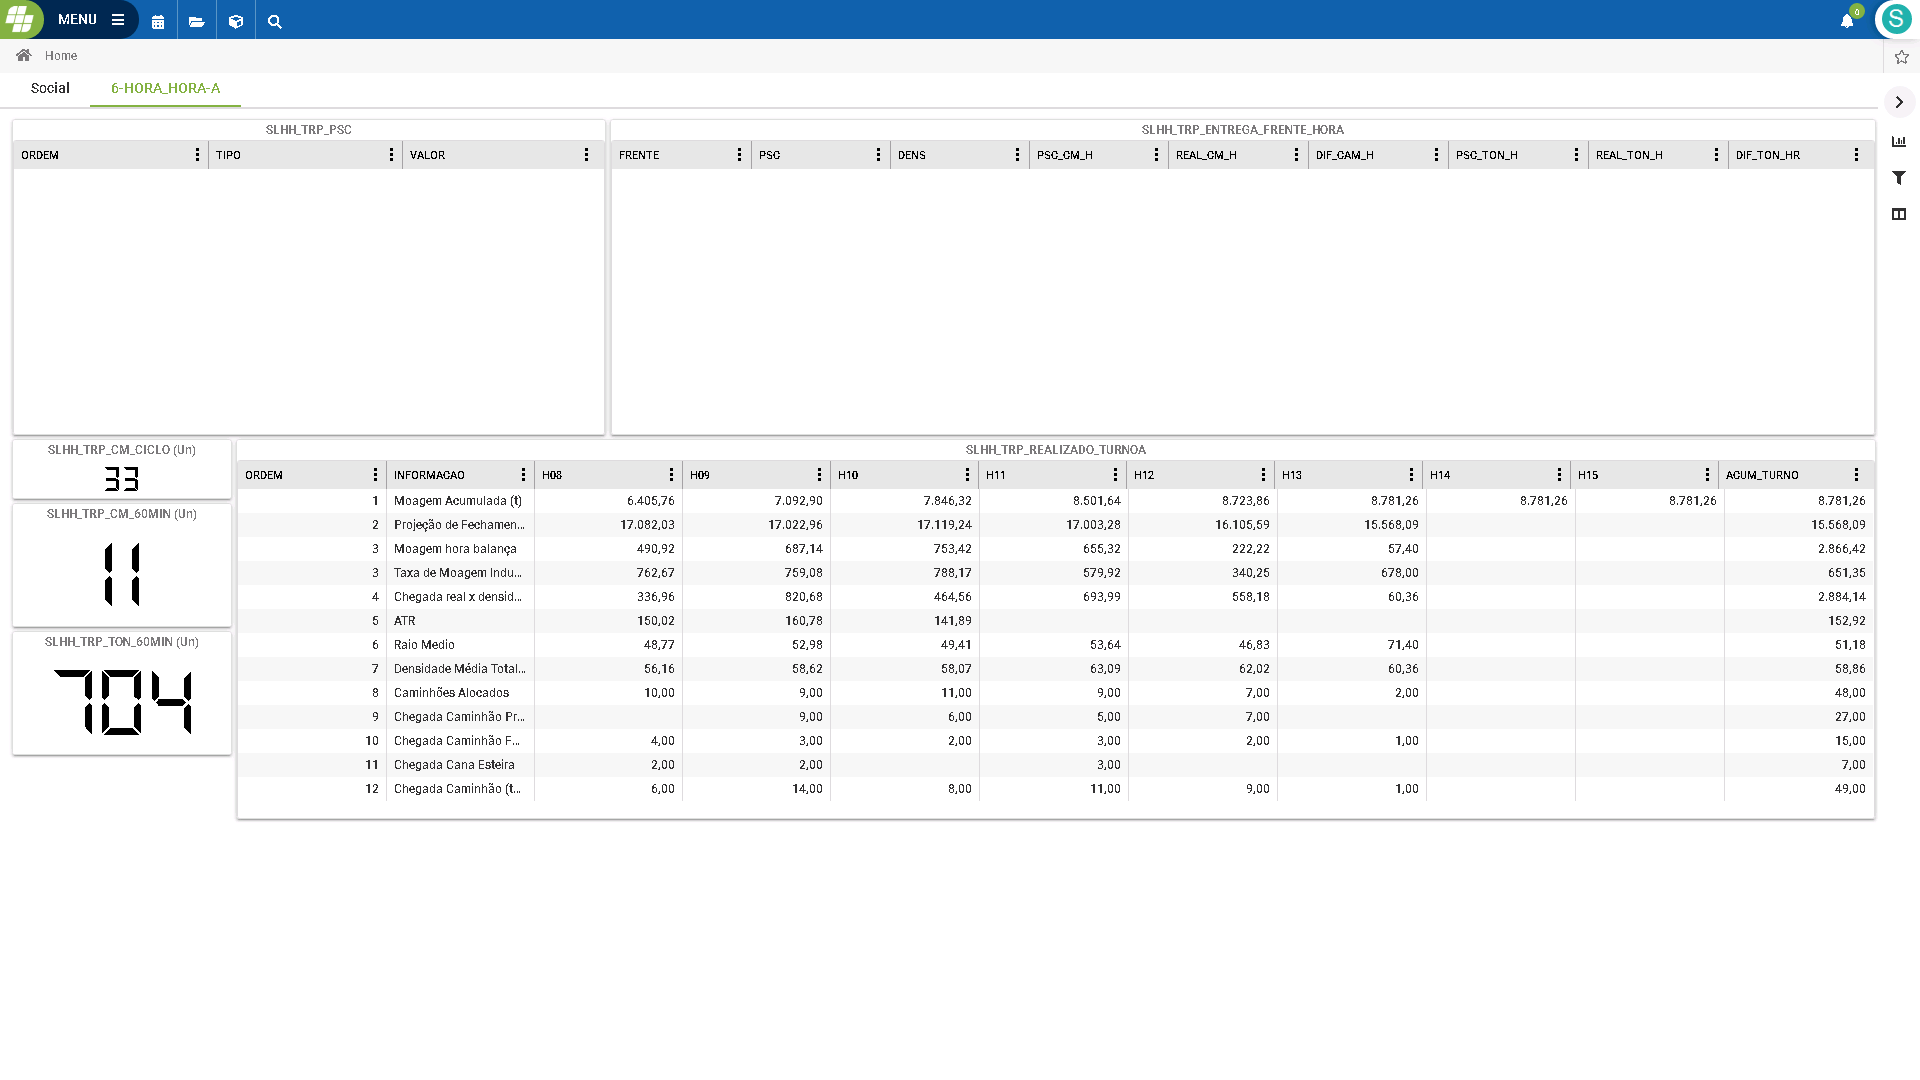 MENU
0
S
Home
Social 6-HORA_HORA-A
SLHH_TRP_PSC
ORDEM TIPO VALOR
SLHH_TRP_ENTREGA_FRENTE_HORA
FRENTE PSC DENS PSC_CM_H REAL_CM_H DIF_CAM_H PSC_TON_H REAL_TON_H DIF_TON_HR
SLHH_TRP_CM_CICLO (Un)
33
SLHH_TRP_CM_60MIN (Un)
11
SLHH_TRP_TON_60MIN (Un)
704
SLHH_TRP_REALIZADO_TURNOA
ORDEM INFORMACAO H08 H09 H10 H11 H12 H13 H14 H15 ACUM_TURNO
1 Moagem Acumulada (t) 6.405,76 7.092,90 7.846,32 8.501,64 8.723,86 8.781,26 8.781,26 8.781,26 8.781,26
2 Projeção de Fechamen... 17.082,03 17.022,96 17.119,24 17.003,28 16.105,59 15.568,09 15.568,09
3 Moagem hora balança 490,92 687,14 753,42 655,32 222,22 57,40 2.866,42
3 Taxa de Moagem Indu... 762,67 759,08 788,17 579,92 340,25 678,00 651,35
4 Chegada real x densid... 336,96 820,68 464,56 693,99 558,18 60,36 2.884,14
5 ATR 150,02 160,78 141,89 152,92
6 Raio Medio 48,77 52,98 49,41 53,64 46,83 71,40 51,18
7 Densidade Média Total... 56,16 58,62 58,07 63,09 62,02 60,36 58,86
8 Caminhões Alocados 10,00 9,00 11,00 9,00 7,00 2,00 48,00
9 Chegada Caminhão Pr... 9,00 6,00 5,00 7,00 27,00
10 Chegada Caminhão F... 4,00 3,00 2,00 3,00 2,00 1,00 15,00
11 Chegada Cana Esteira 2,00 2,00 3,00 7,00
12 Chegada Caminhão (t... 6,00 14,00 8,00 11,00 9,00 1,00 49,00